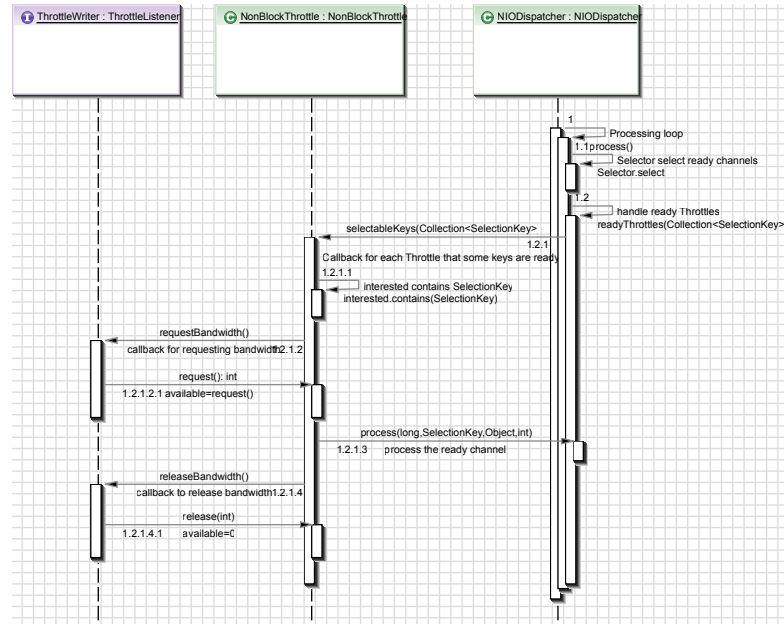 I ThrottleWriter : ThrottleListener
C NonBlockThrottle : NonBlockThrottle
C NIODispatcher : NIODispatcher
1
Processing loop
1.1 process()
Selector select ready channels
Selector.select
1.2
handle ready Throttles
readyThrottles(Collection<SelectionKey>
selectableKeys(Collection<SelectionKey>
1.2.1
Callback for each Throttle that some keys are ready
1.2.1.1
interested contains SelectionKey
interested.contains(SelectionKey)
requestBandwidth()
callback for requesting bandwidth 1.2.1.2
request(): int
1.2.1.2.1 available=request()
process(long,SelectionKey,Object,int)
1.2.1.3 process the ready channel
releaseBandwidth()
callback to release bandwidth 1.2.1.4
release(int)
1.2.1.4.1 available=0